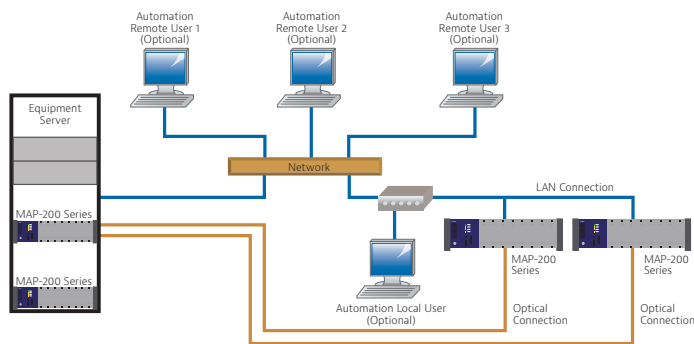 Automation
Remote User 1
(Optional)
Automation
Remote User 2
(Optional)
Automation
Remote User 3
(Optional)
Equipment
Server
Network
LAN Connection
MAP-200 Series
MAP-200
Series
MAP-200
Series
MAP-200 Series
Automation Local User
(Optional)
Optical
Connection
Optical
Connection